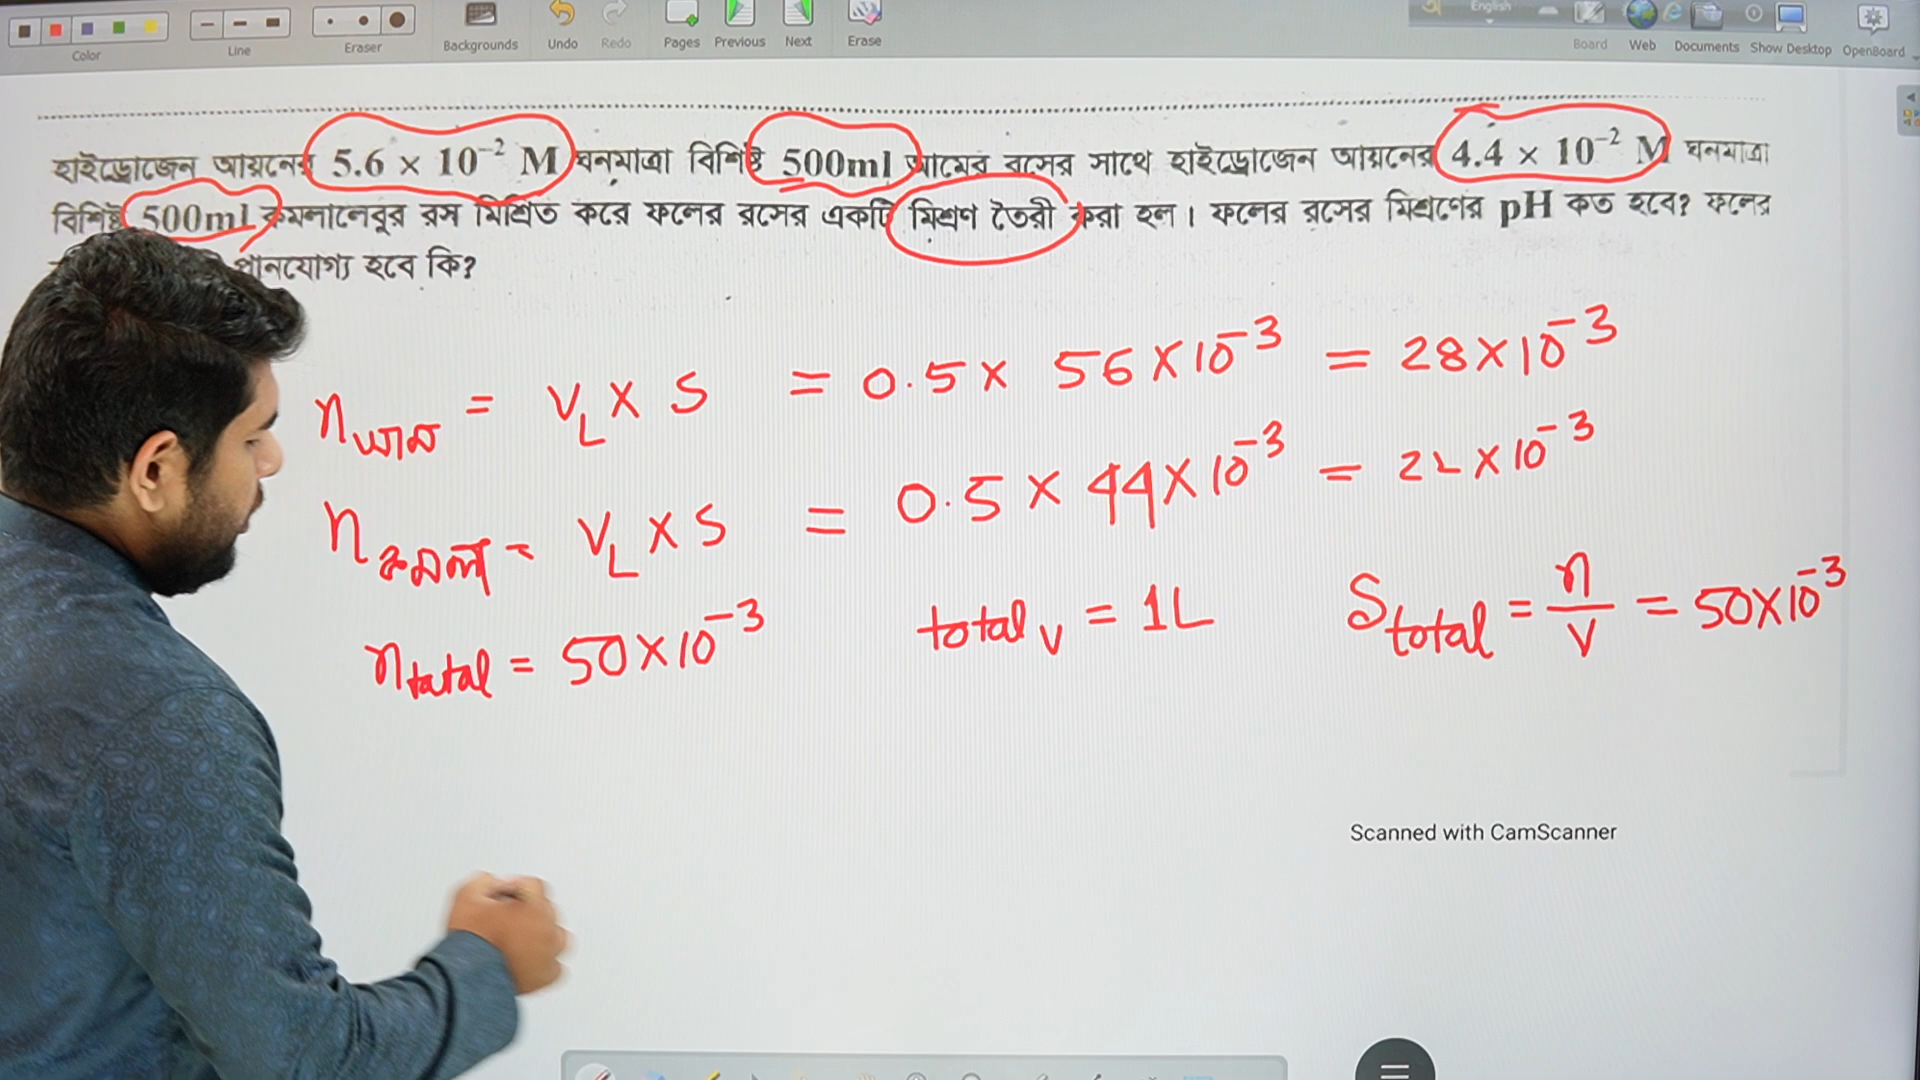 Color
Line
Eraser
Backgrounds
Undo
Redo
Pages
Previous
Next
Erase
English
Board
Web
Documents
Show Desktop
OpenBoard
হাইড্রোজেন আয়নের 5.6 × 10⁻² M ঘনমাত্রা বিশিষ্ট 500ml আমের রসের সাথে হাইড্রোজেন আয়নের 4.4 × 10⁻² M ঘনমাত্রা
বিশিষ্ট 500ml কমলালেবুর রস মিশ্রিত করে ফলের রসের একটি মিশ্রণ তৈরী করা হল। ফলের রসের মিশ্রণের pH কত হবে? ফলের
পানযোগ্য হবে কি?
n আম = V_L × S = 0.5 × 56 × 10⁻³ = 28 × 10⁻³
n কমলা = V_L × S = 0.5 × 44 × 10⁻³ = 22 × 10⁻³
n total = 50 × 10⁻³ total v = 1L S total = n/v = 50 × 10⁻³
Scanned with CamScanner